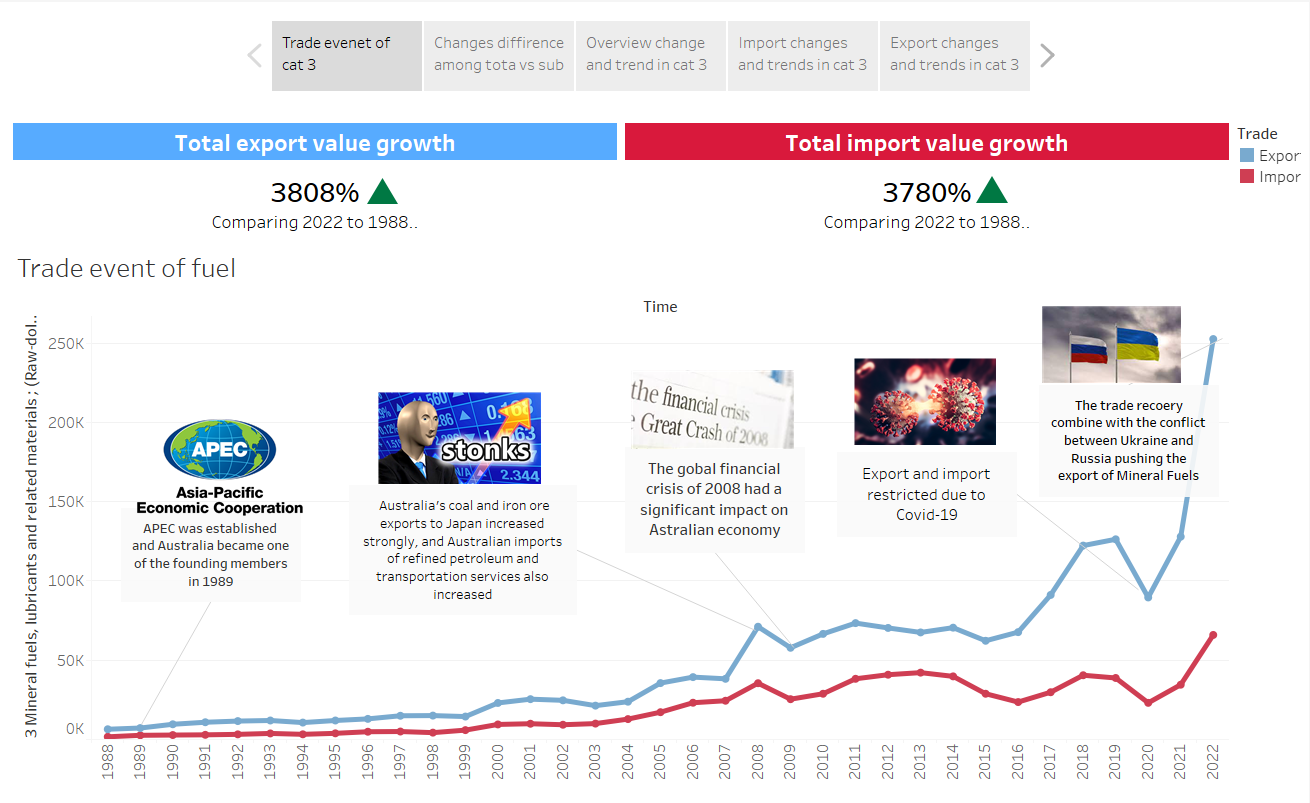 Trade evenet of
cat 3
Changes diffirence
among tota vs sub
Overview change
and trend in cat 3
Import changes
and trends in cat 3
Export changes
and trends in cat 3
Total export value growth
Total import value growth
Trade
Expor
Impor
3808%
Comparing 2022 to 1988..
3780%
Comparing 2022 to 1988..
Trade event of fuel
Time
3 Mineral fuels, lubricants and related materials ; (Raw-dol..
250K
200K
150K
100K
50K
0K
APEC
Asia-Pacific
Economic Cooperation
APEC was established
and Australia became one
of the founding members
in 1989
stonks
2.344
Australia's coal and iron ore
exports to Japan increased
strongly, and Australian imports
of refined petroleum and
transportation services also
increased
the financial crisis
e Great Crash of 2008
The gobal financial
crisis of 2008 had a
significant impact on
Astralian economy
Export and import
restricted due to
Covid-19
The trade recoery
combine with the conflict
between Ukraine and
Russia pushing the
export of Mineral Fuels
1988
1989
1990
1991
1992
1993
1994
1995
1996
1997
1998
1999
2000
2001
2002
2003
2004
2005
2006
2007
2008
2009
2010
2011
2012
2013
2014
2015
2016
2017
2018
2019
2020
2021
2022